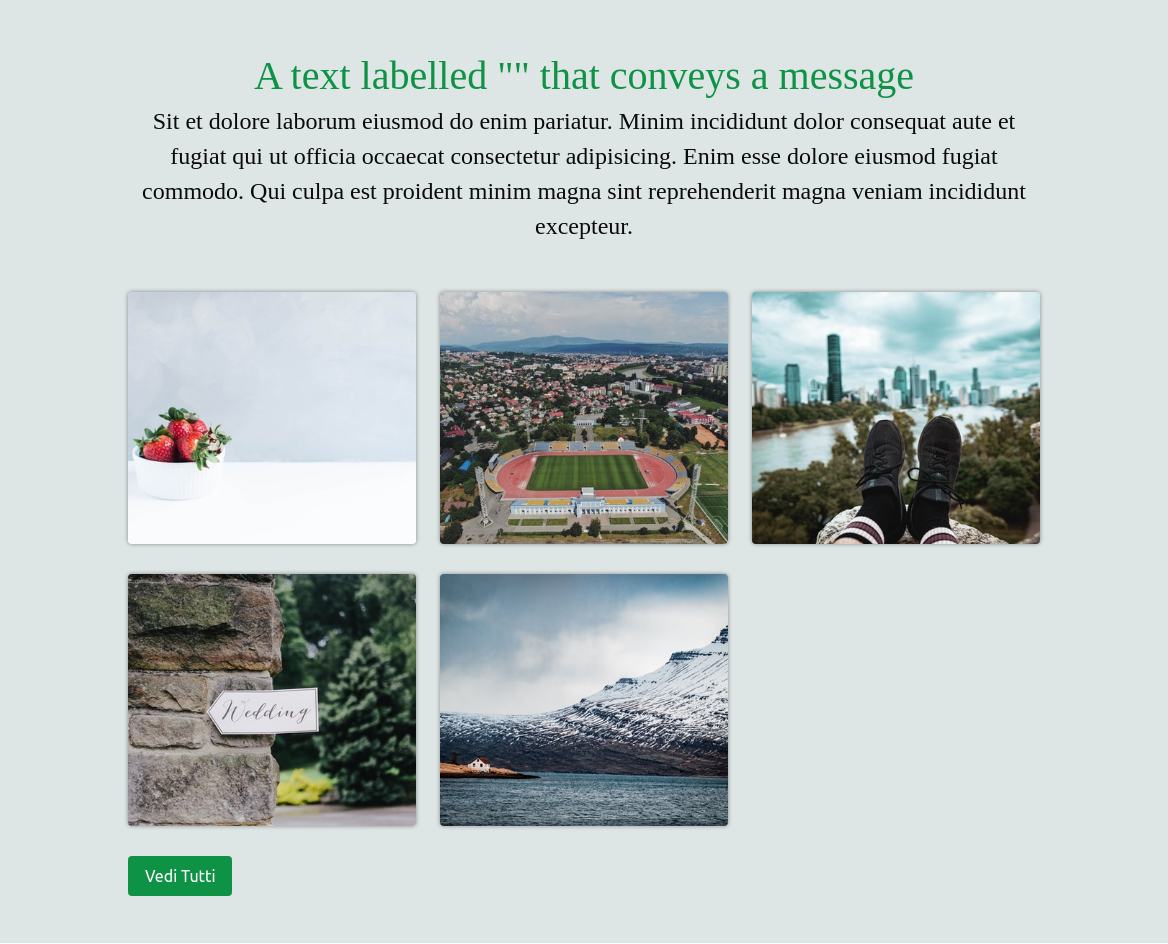 A text labelled "" that conveys a message
Sit et dolore laborum eiusmod do enim pariatur. Minim incididunt dolor consequat aute et
fugiat qui ut officia occaecat consectetur adipisicing. Enim esse dolore eiusmod fugiat
commodo. Qui culpa est proident minim magna sint reprehenderit magna veniam incididunt
excepteur.
Wedding
Vedi Tutti